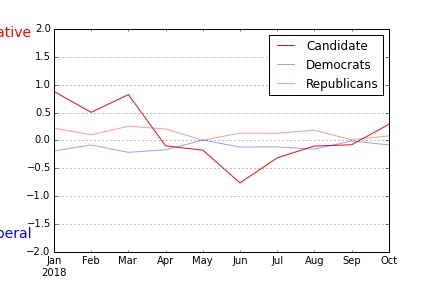 2.0
ative
Candidate
1.5
Democrats
Republicans
1.0
0.5
0.0
−0.5
−1.0
−1.5
beral
−2.0
Jan Feb Mar Apr May Jun Jul Aug Sep Oct
2018